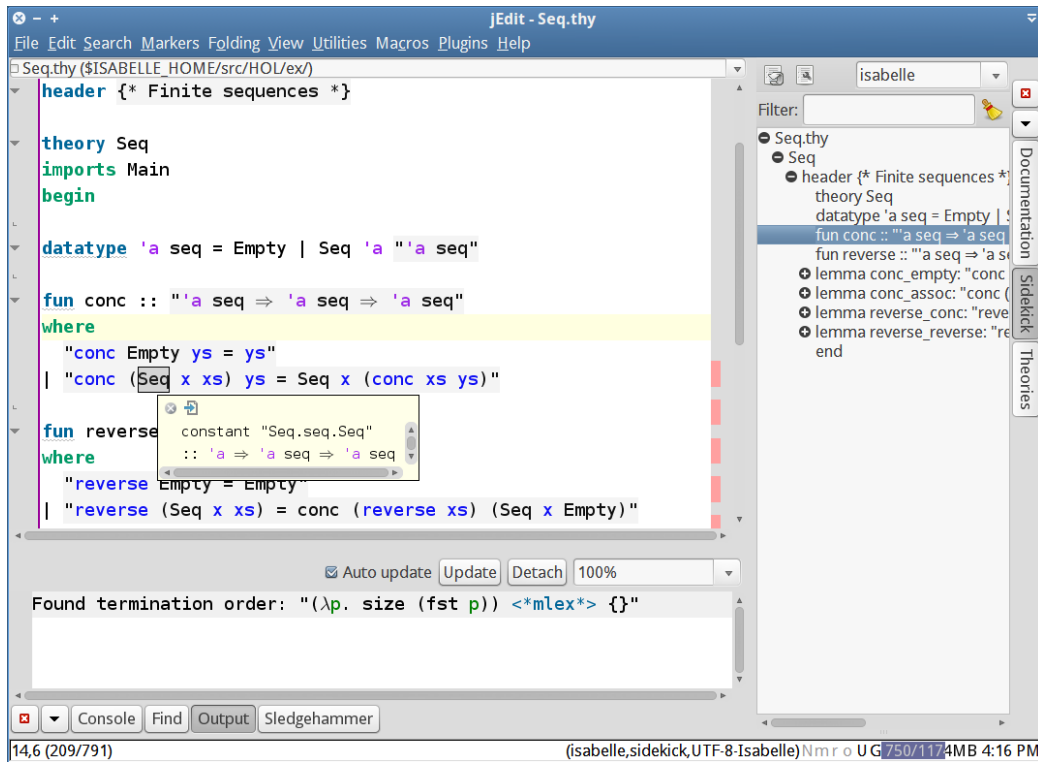 jEdit - Seq.thy
File Edit Search Markers Folding View Utilities Macros Plugins Help
Seq.thy ($ISABELLE_HOME/src/HOL/ex/)
header {* Finite sequences *}
theory Seq
imports Main
begin
datatype 'a seq = Empty | Seq 'a "'a seq"
fun conc :: "'a seq ⇒ 'a seq ⇒ 'a seq"
where
"conc Empty ys = ys"
| "conc (Seq x xs) ys = Seq x (conc xs ys)"
constant "Seq.seq.Seq"
:: 'a ⇒ 'a seq ⇒ 'a seq
fun reverse
where
"reverse Empty = Empty"
| "reverse (Seq x xs) = conc (reverse xs) (Seq x Empty)"
Auto update Update Detach 100%
Found termination order: "(λp. size (fst p)) <*mlex*> {}"
Console Find Output Sledgehammer
14,6 (209/791) (isabelle,sidekick,UTF-8-Isabelle) N m r o U G 750/1174MB 4:16 PM
isabelle
Filter:
Seq.thy
Seq
header {* Finite sequences *}
theory Seq
datatype 'a seq = Empty |
fun conc :: "'a seq ⇒ 'a seq
fun reverse :: "'a seq ⇒ 'a
lemma conc_empty: "conc
lemma conc_assoc: "conc (
lemma reverse_conc: "reve
lemma reverse_reverse: "re
end
Documentation
Sidekick
Theories